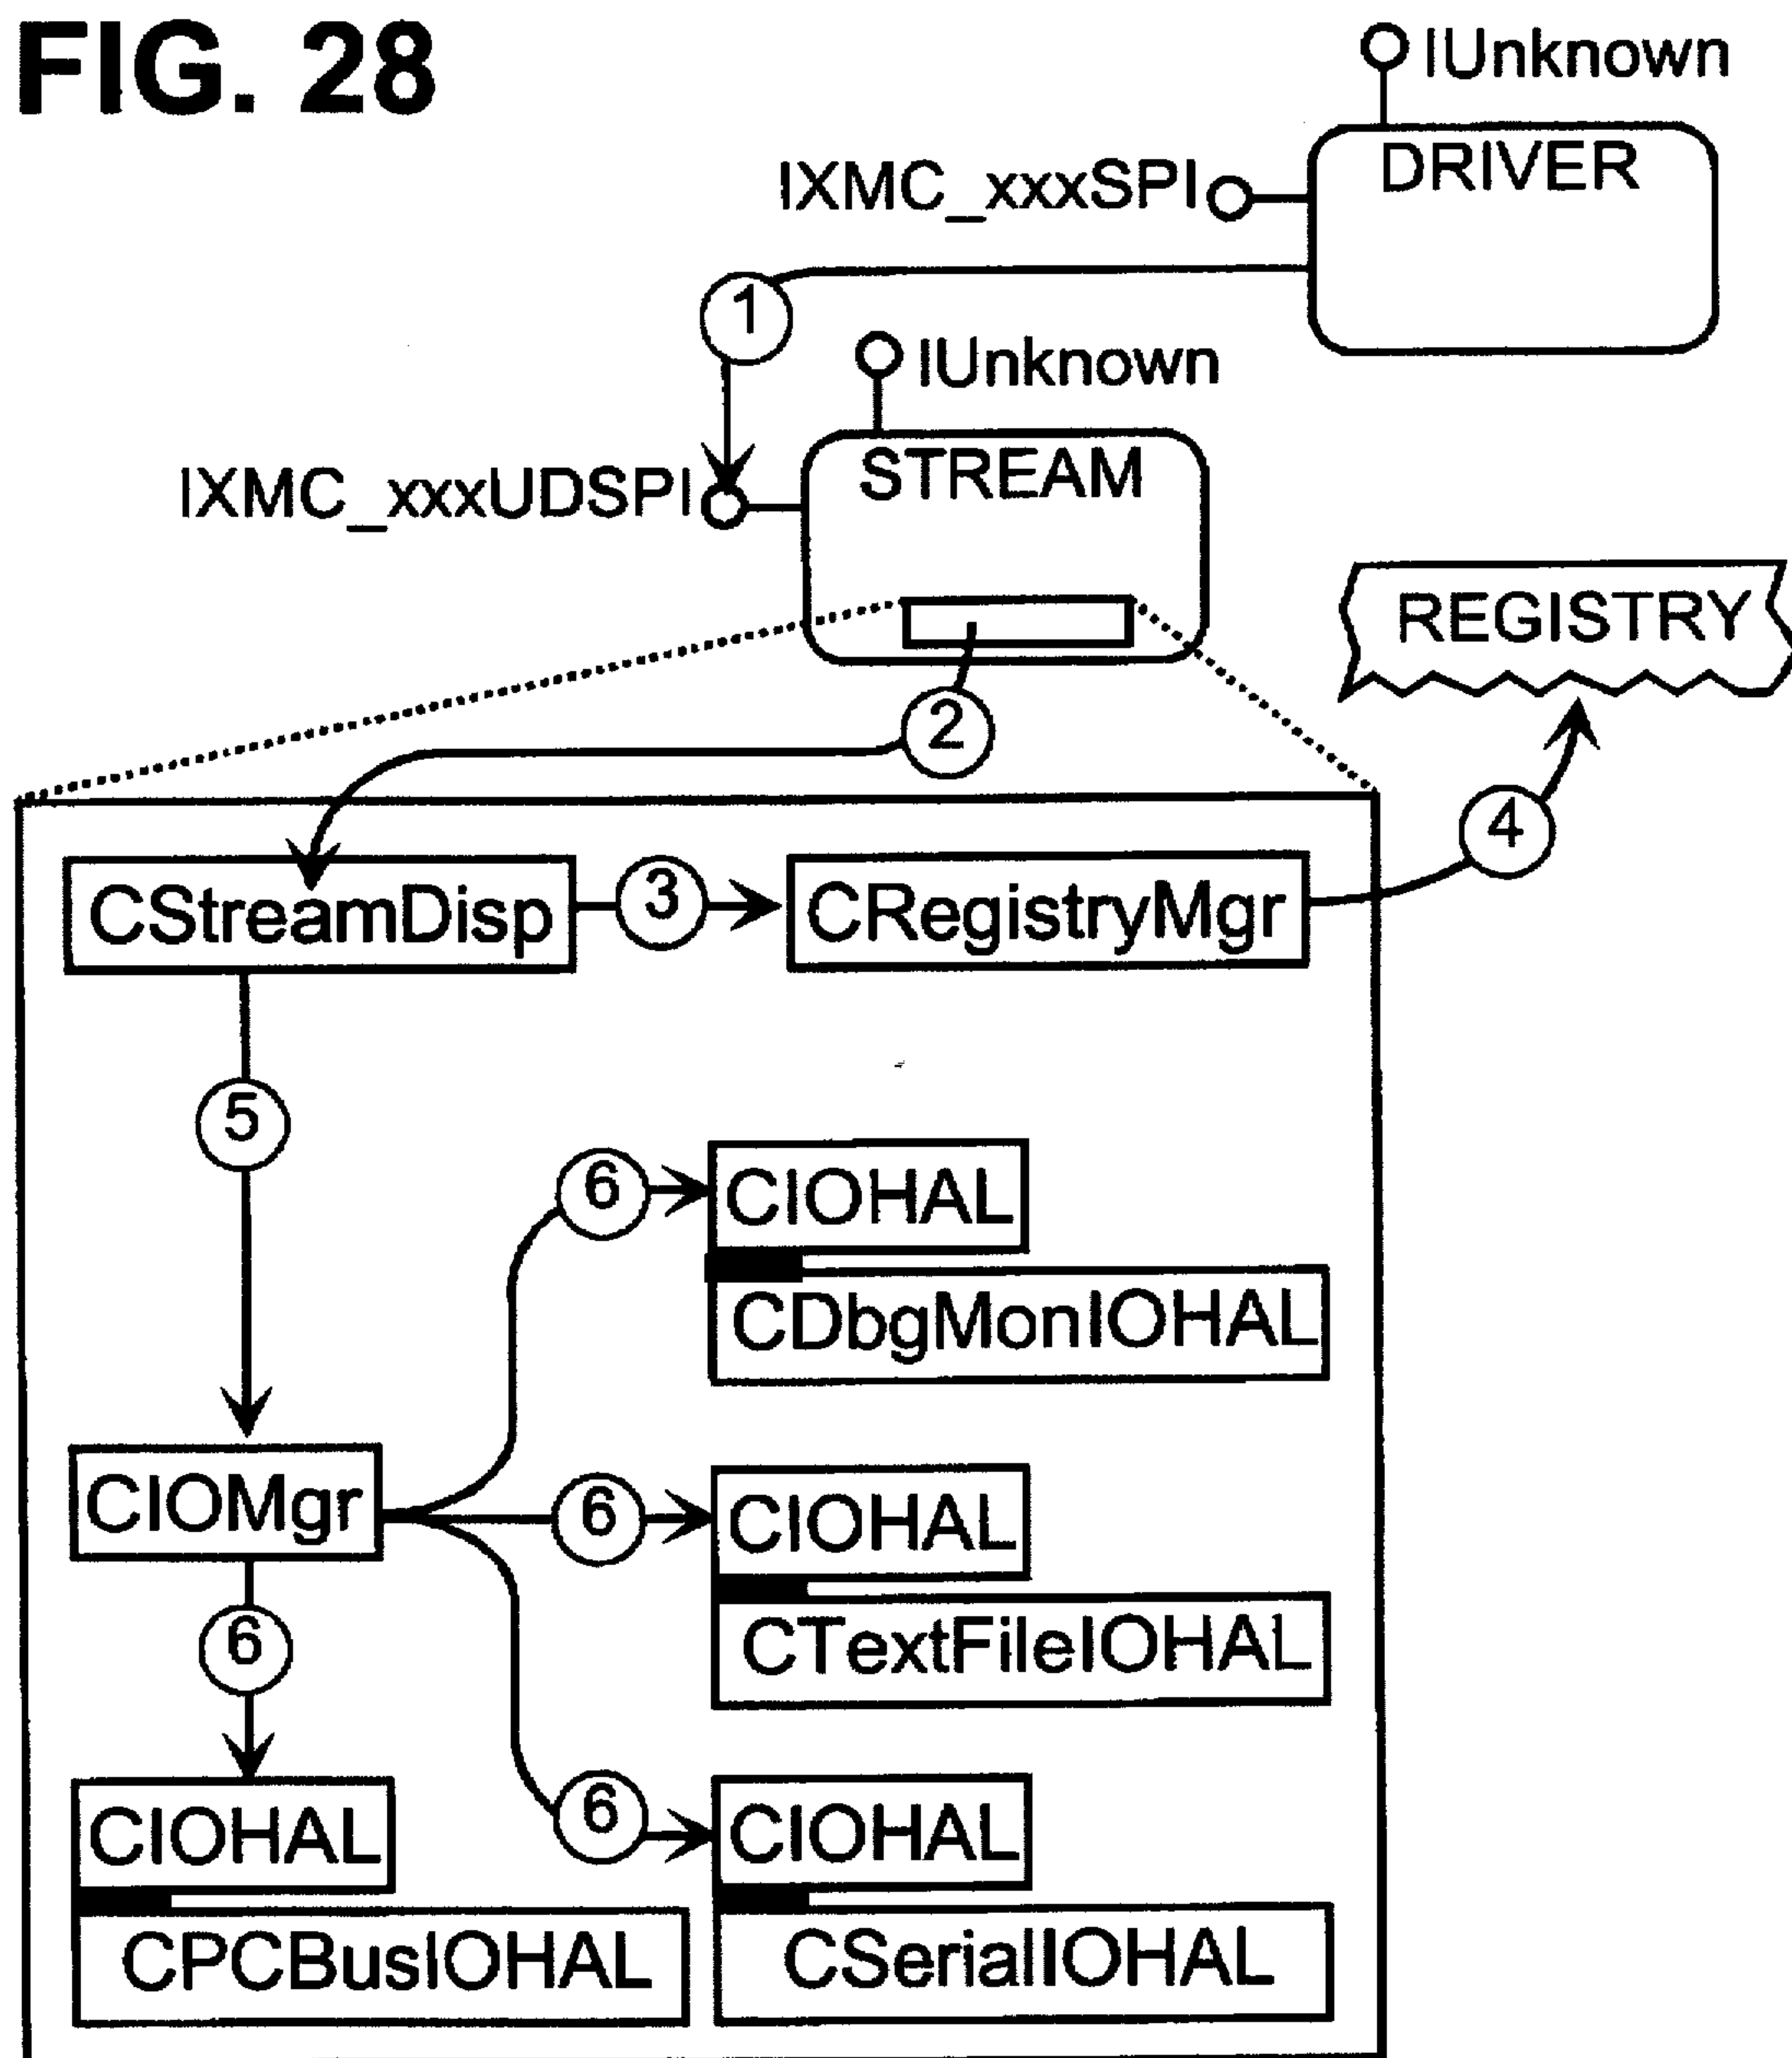 FIG. 28
IUnknown
DRIVER
IXMC_xxxSPI
1
IUnknown
STREAM
IXMC_xxxUDSPI
REGISTRY
2
4
CStreamDisp
3
CRegistryMgr
5
6
CIOHAL
CDbgMonIOHAL
CIOMgr
6
CIOHAL
CTextFileIOHAL
6
CIOHAL
CPCBusIOHAL
6
CIOHAL
CSerialIOHAL